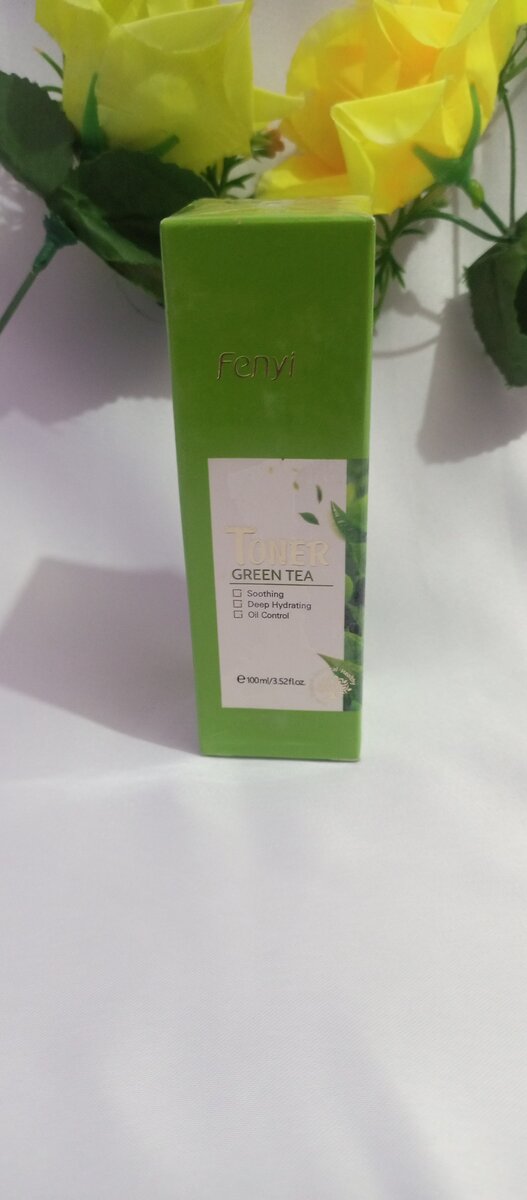 Fenyi
TONER
GREEN TEA
Soothing
Deep Hydrating
Oil Control
e 100ml/3.52fl.oz.